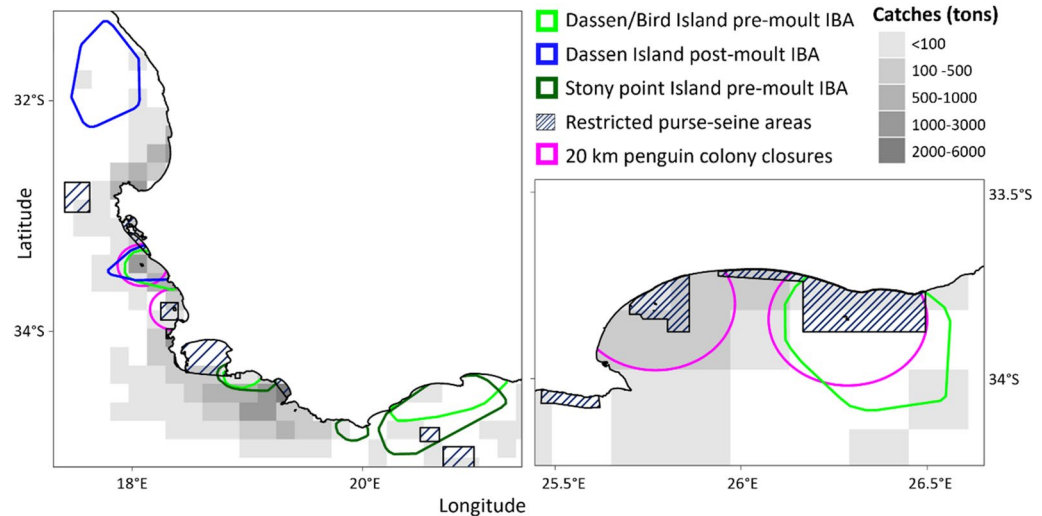 Dassen/Bird Island pre-moult IBA
Dassen Island post-moult IBA
Stony point Island pre-moult IBA
Restricted purse-seine areas
20 km penguin colony closures
Catches (tons)
<100
100 -500
500-1000
1000-3000
2000-6000
Latitude
32°S
34°S
18°E
20°E
Longitude
33.5°S
34°S
25.5°E
26°E
26.5°E